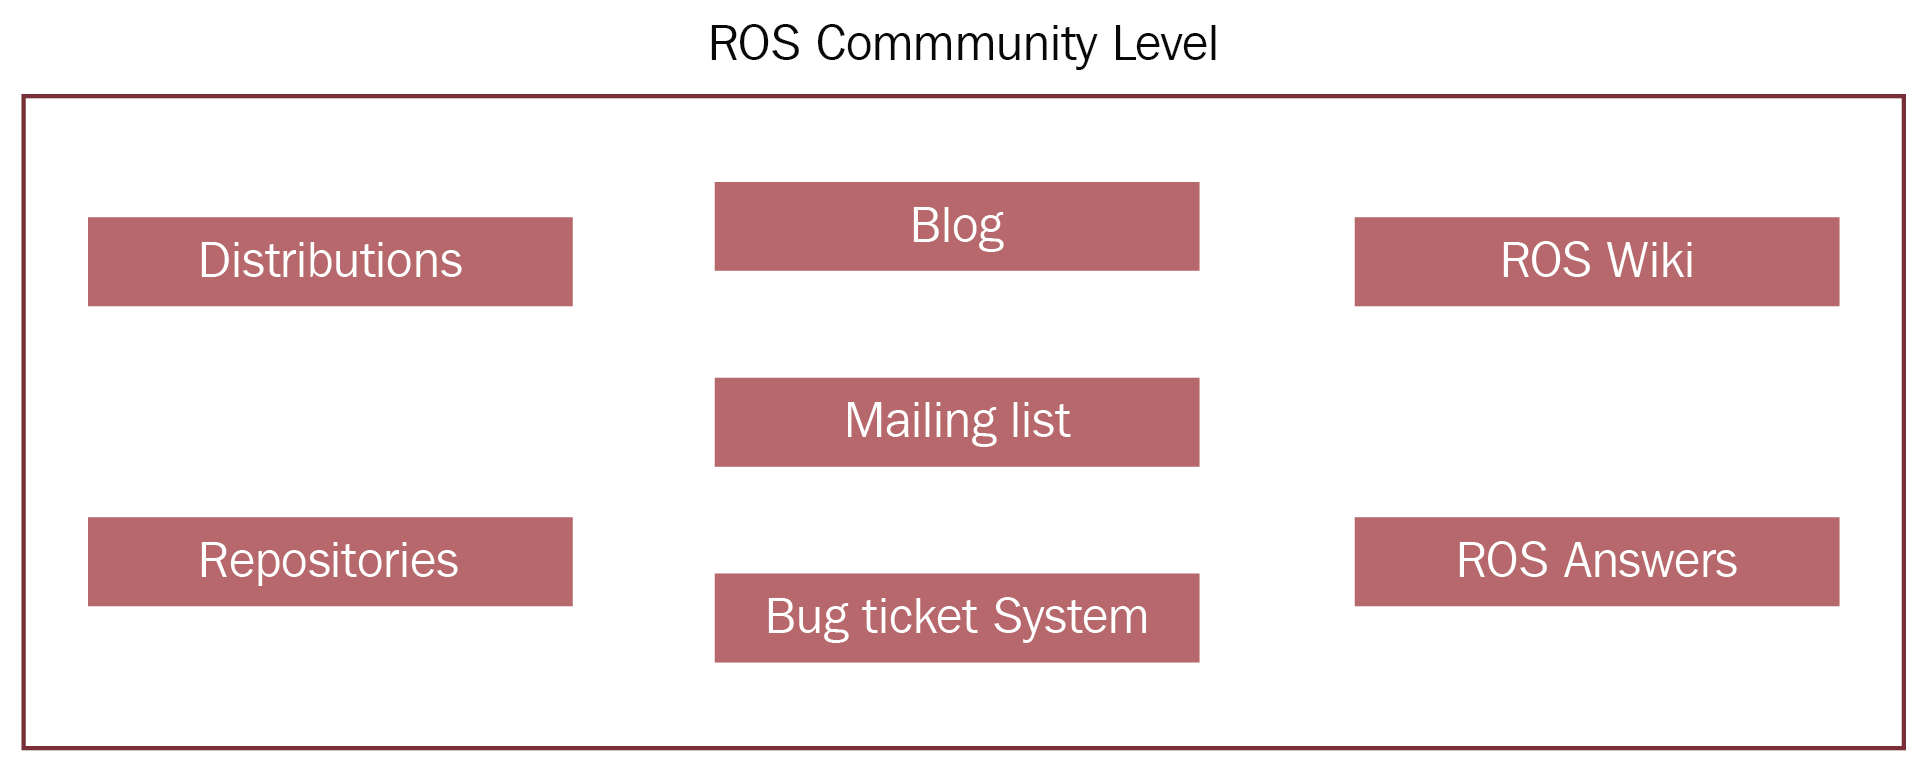 ROS Commmunity Level
Distributions
Blog
ROS Wiki
Mailing list
Repositories
Bug ticket System
ROS Answers